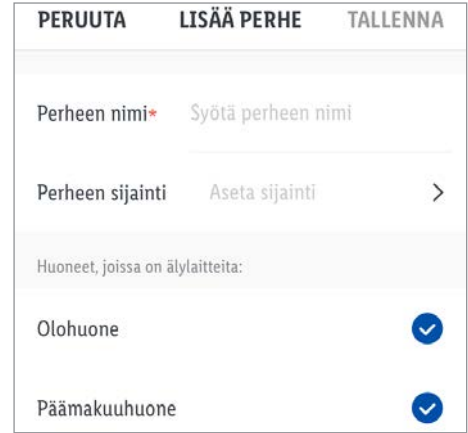 PERUUTA LISÄÄ PERHE TALLENNA
Perheen nimi* Syötä perheen nimi
Perheen sijainti Aseta sijainti
Huoneet, joissa on älylaitteita:
Olohuone
Päämakuuhuone